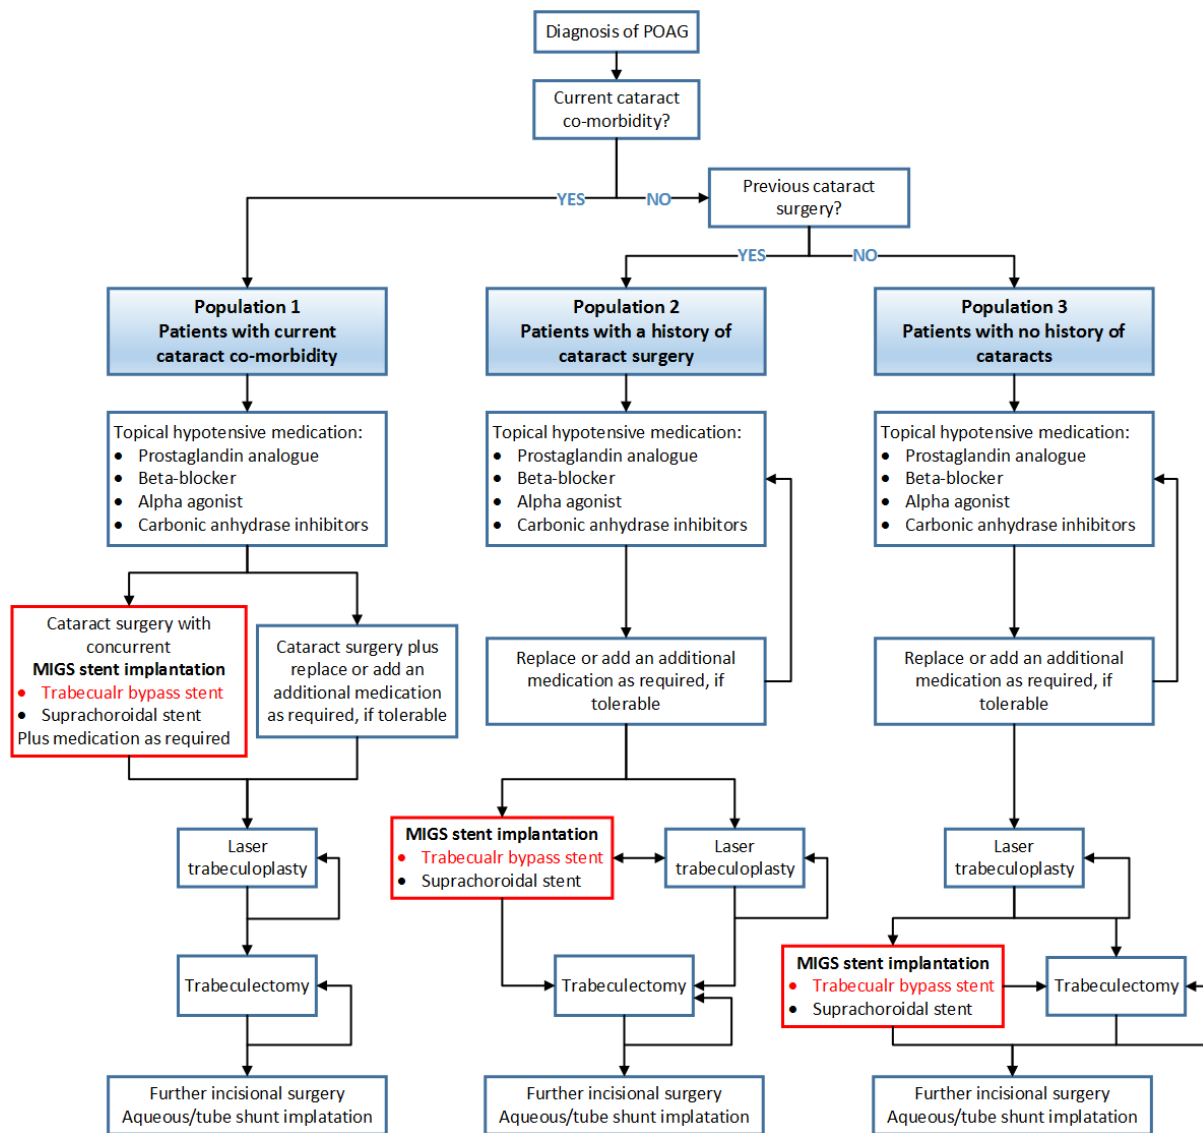 Diagnosis of POAG
Current cataract
co-morbidity?
YES
NO
Previous cataract
surgery?
YES
NO
Population 1
Patients with current
cataract co-morbidity
Population 2
Patients with a history of
cataract surgery
Population 3
Patients with no history of
cataracts
Topical hypotensive medication:
• Prostaglandin analogue
• Beta-blocker
• Alpha agonist
• Carbonic anhydrase inhibitors
Topical hypotensive medication:
• Prostaglandin analogue
• Beta-blocker
• Alpha agonist
• Carbonic anhydrase inhibitors
Topical hypotensive medication:
• Prostaglandin analogue
• Beta-blocker
• Alpha agonist
• Carbonic anhydrase inhibitors
Cataract surgery with
concurrent
MIGS stent implantation
• Trabecualr bypass stent
• Suprachoroidal stent
Plus medication as required
Cataract surgery plus
replace or add an
additional medication
as required, if tolerable
Replace or add an additional
medication as required, if
tolerable
Replace or add an additional
medication as required, if
tolerable
Laser
trabeculoplasty
MIGS stent implantation
• Trabecualr bypass stent
• Suprachoroidal stent
Laser
trabeculoplasty
Laser
trabeculoplasty
Trabeculectomy
Trabeculectomy
MIGS stent implantation
• Trabecualr bypass stent
• Suprachoroidal stent
Trabeculectomy
Further incisional surgery
Aqueous/tube shunt implatation
Further incisional surgery
Aqueous/tube shunt implatation
Further incisional surgery
Aqueous/tube shunt implatation